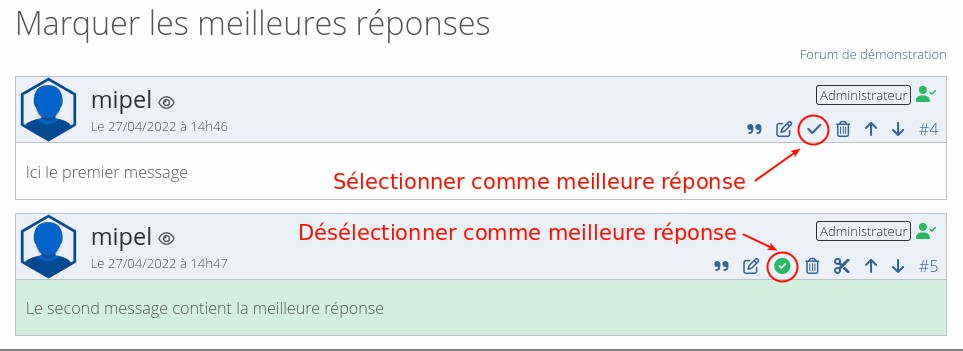 Marquer les meilleures réponses
Forum de démonstration
mipel
Administrateur
Le 27/04/2022 à 14h46
#4
Ici le premier message
Sélectionner comme meilleure réponse
mipel
Désélectionner comme meilleure réponse
Administrateur
Le 27/04/2022 à 14h47
#5
Le second message contient la meilleure réponse